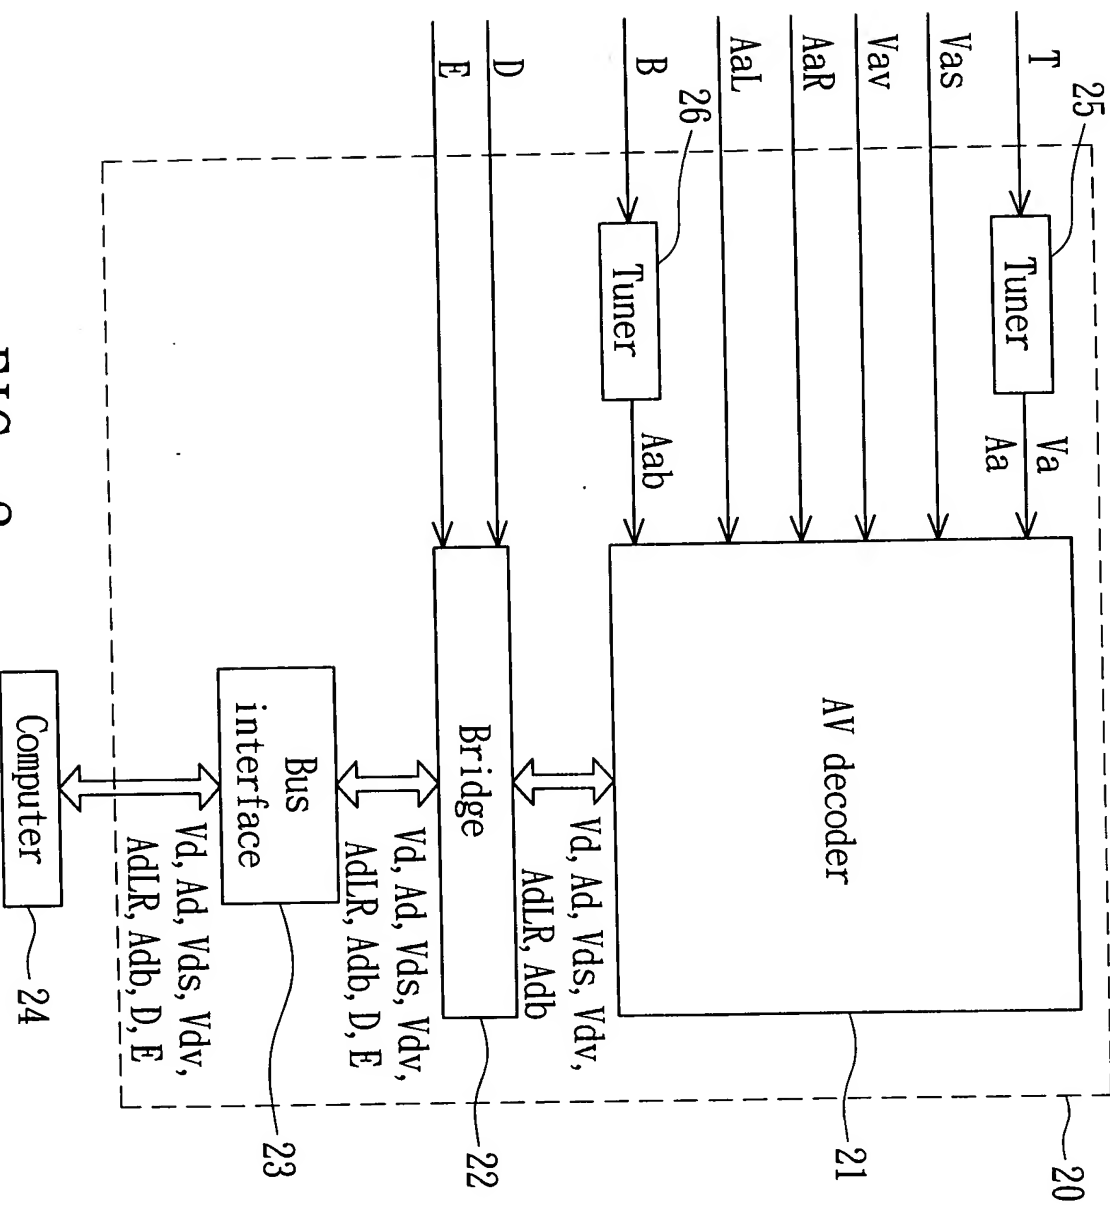 25
20
T
Tuner
Va
Aa
Vas
Vav
AaR
AaL
AV decoder
21
26
B
Tuner
Aab
Vd, Ad, Vds, Vdv,
AdLR, Adb
D
E
Bridge
22
Vd, Ad, Vds, Vdv,
AdLR, Adb, D, E
Bus
interface
23
Vd, Ad, Vds, Vdv,
AdLR, Adb, D, E
Computer
24
FIG.